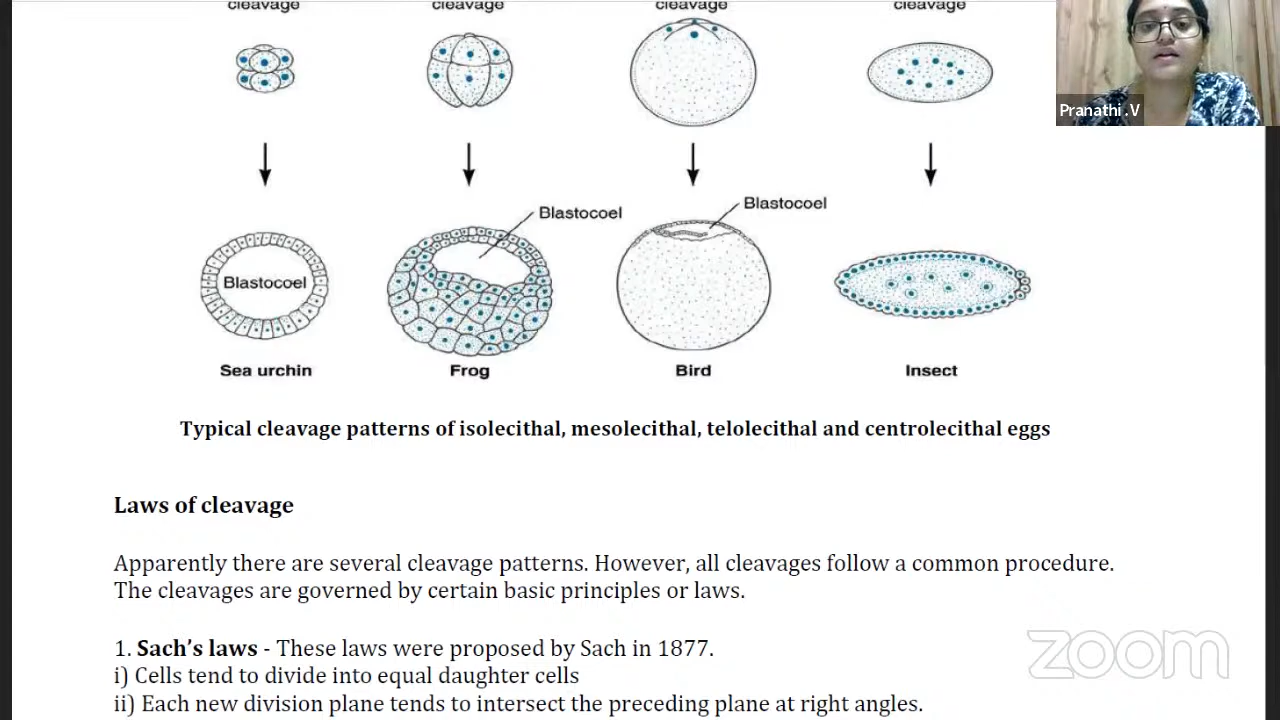 cleavage cleavage cleavage cleavage
Pranathi .V
Blastocoel
Blastocoel
Blastocoel
Sea urchin Frog Bird Insect
Typical cleavage patterns of isolecithal, mesolecithal, telolecithal and centrolecithal eggs
Laws of cleavage
Apparently there are several cleavage patterns. However, all cleavages follow a common procedure.
The cleavages are governed by certain basic principles or laws.
1. Sach’s laws - These laws were proposed by Sach in 1877.
i) Cells tend to divide into equal daughter cells
ii) Each new division plane tends to intersect the preceding plane at right angles.
zoom